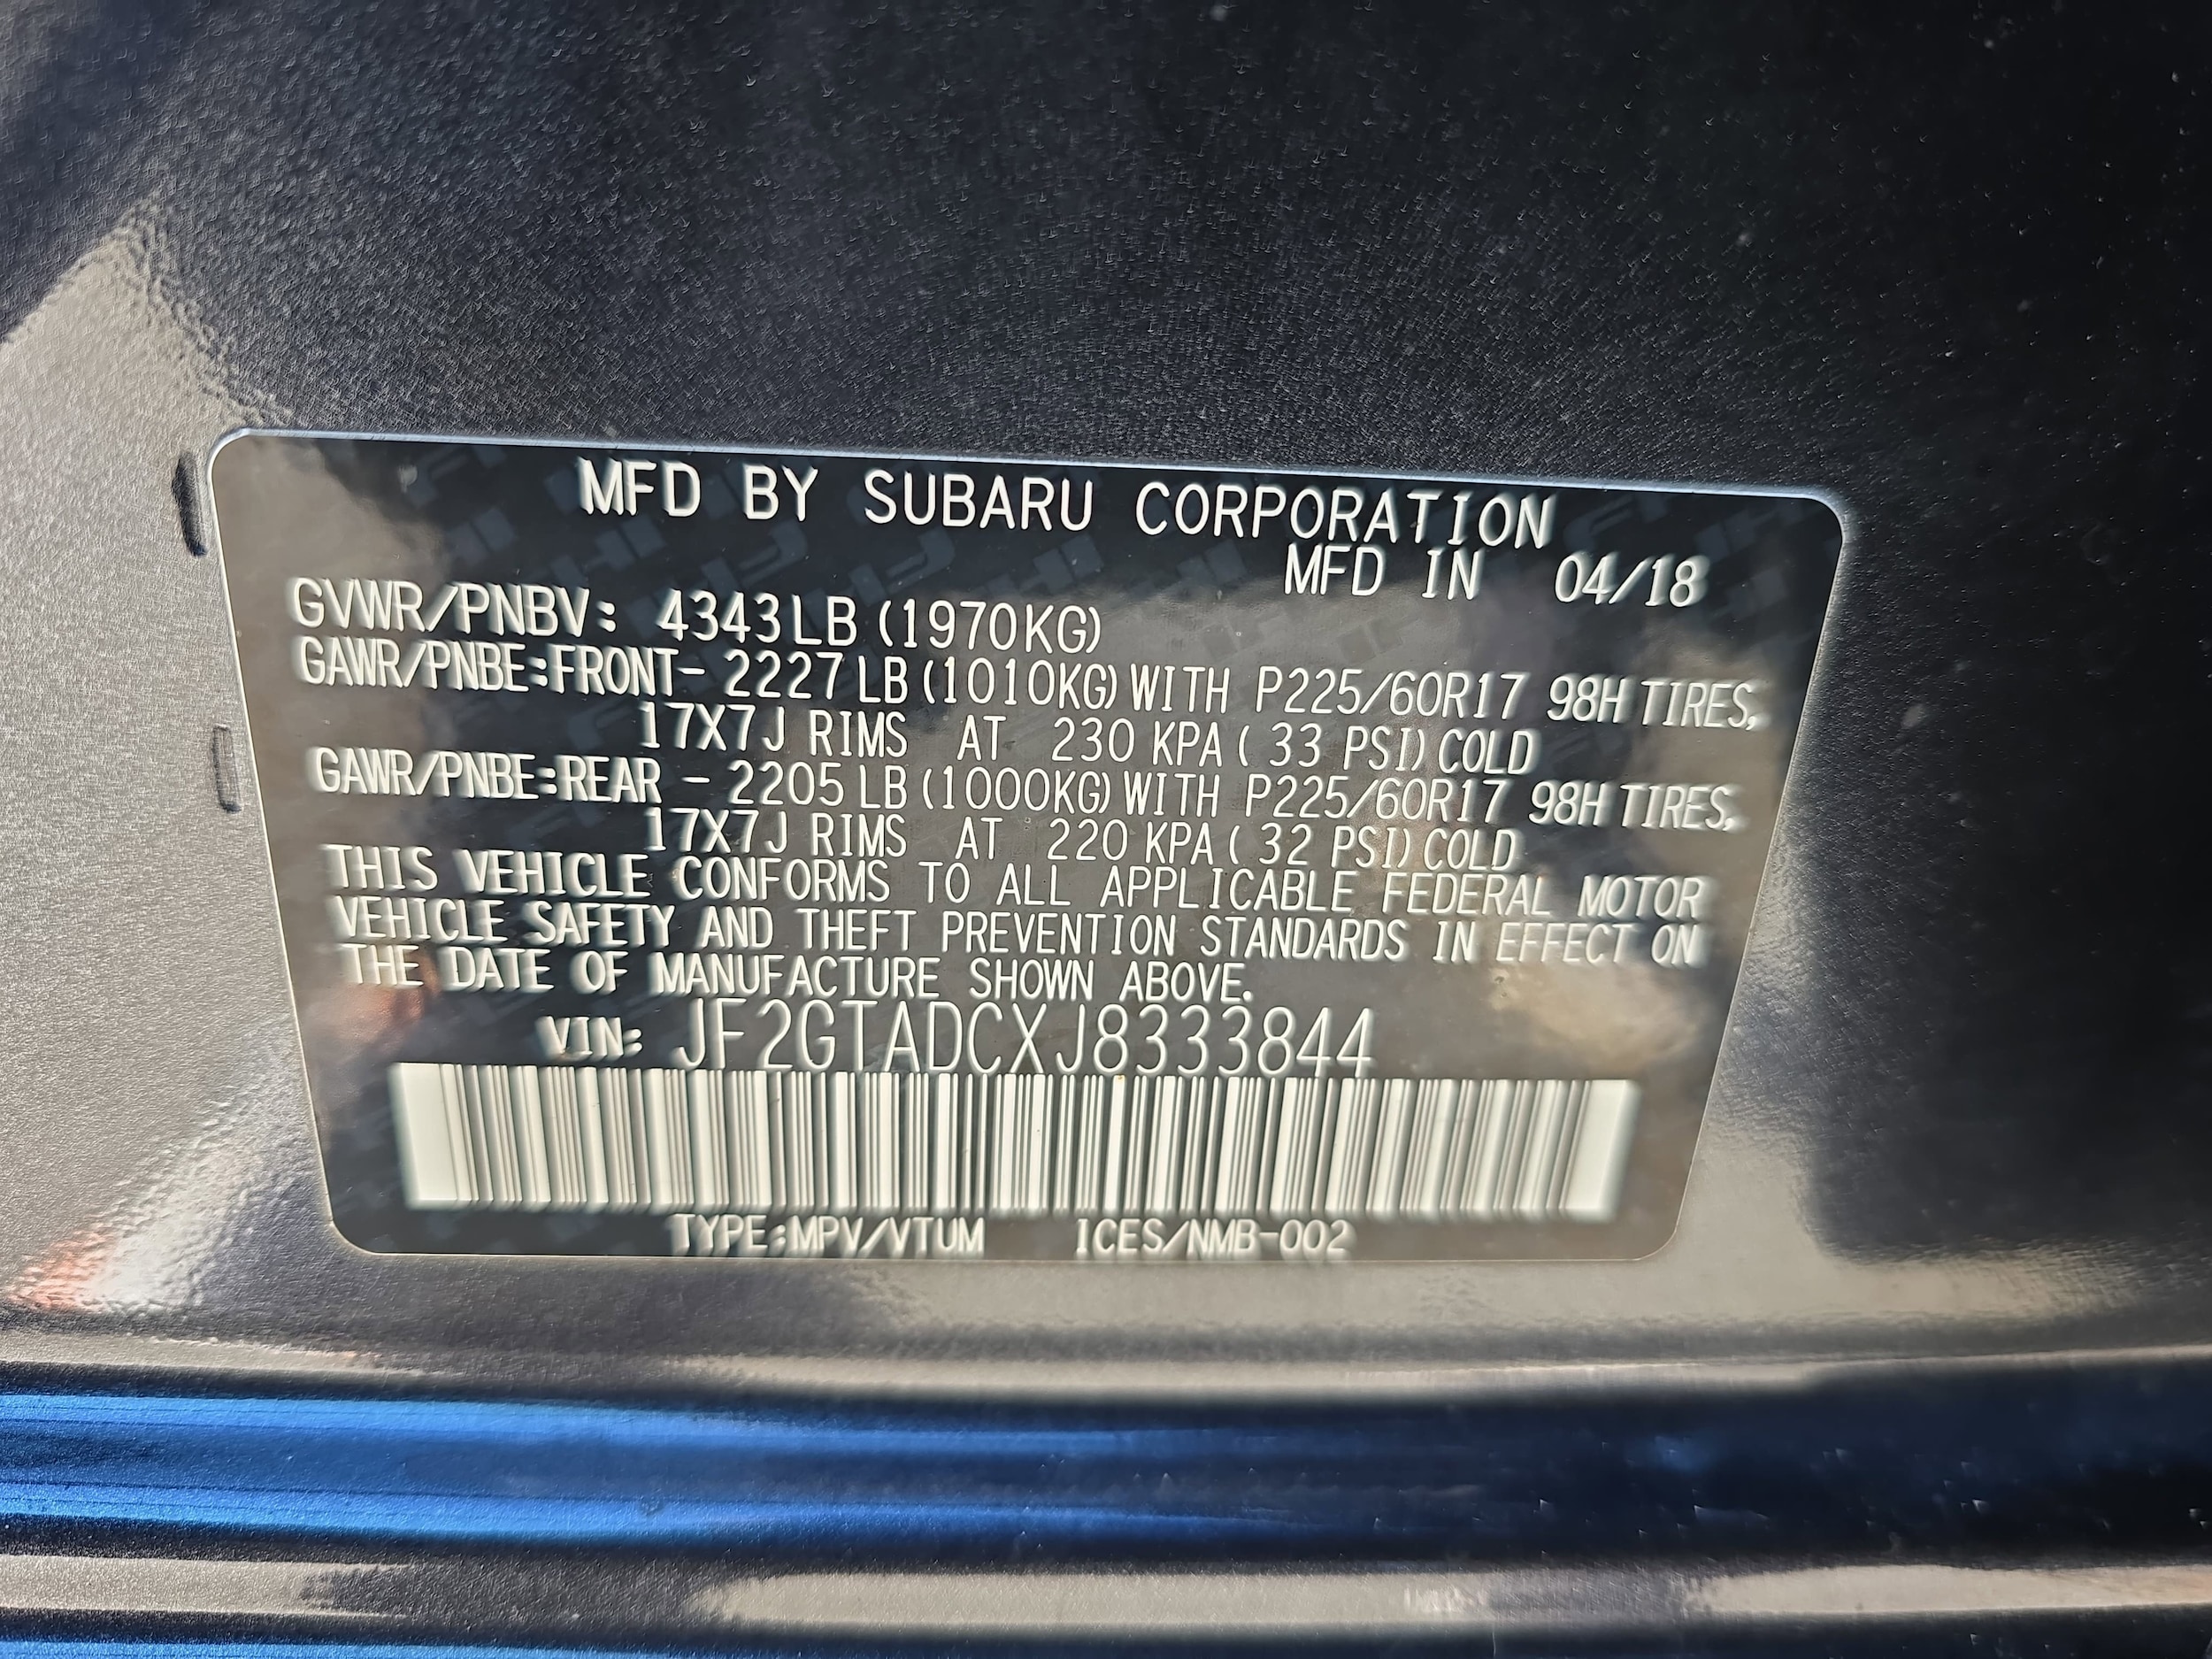 MFD BY SUBARU CORPORATION
MFD IN 04/18
GVWR/PNBV: 4343LB (1970KG)
GAWR/PNBE:FRONT- 2227 LB (1010KG) WITH P225/60R17 98H TIRES,
17X7J RIMS AT 230 KPA ( 33 PSI) COLD
GAWR/PNBE:REAR - 2205 LB (1000KG) WITH P225/60R17 98H TIRES,
17X7J RIMS AT 220 KPA ( 32 PSI) COLD
THIS VEHICLE CONFORMS TO ALL APPLICABLE FEDERAL MOTOR
VEHICLE SAFETY AND THEFT PREVENTION STANDARDS IN EFFECT ON
THE DATE OF MANUFACTURE SHOWN ABOVE.
VIN: JF2GTADCXJ8333844
TYPE:MPV/VTUM ICES/NMB-002